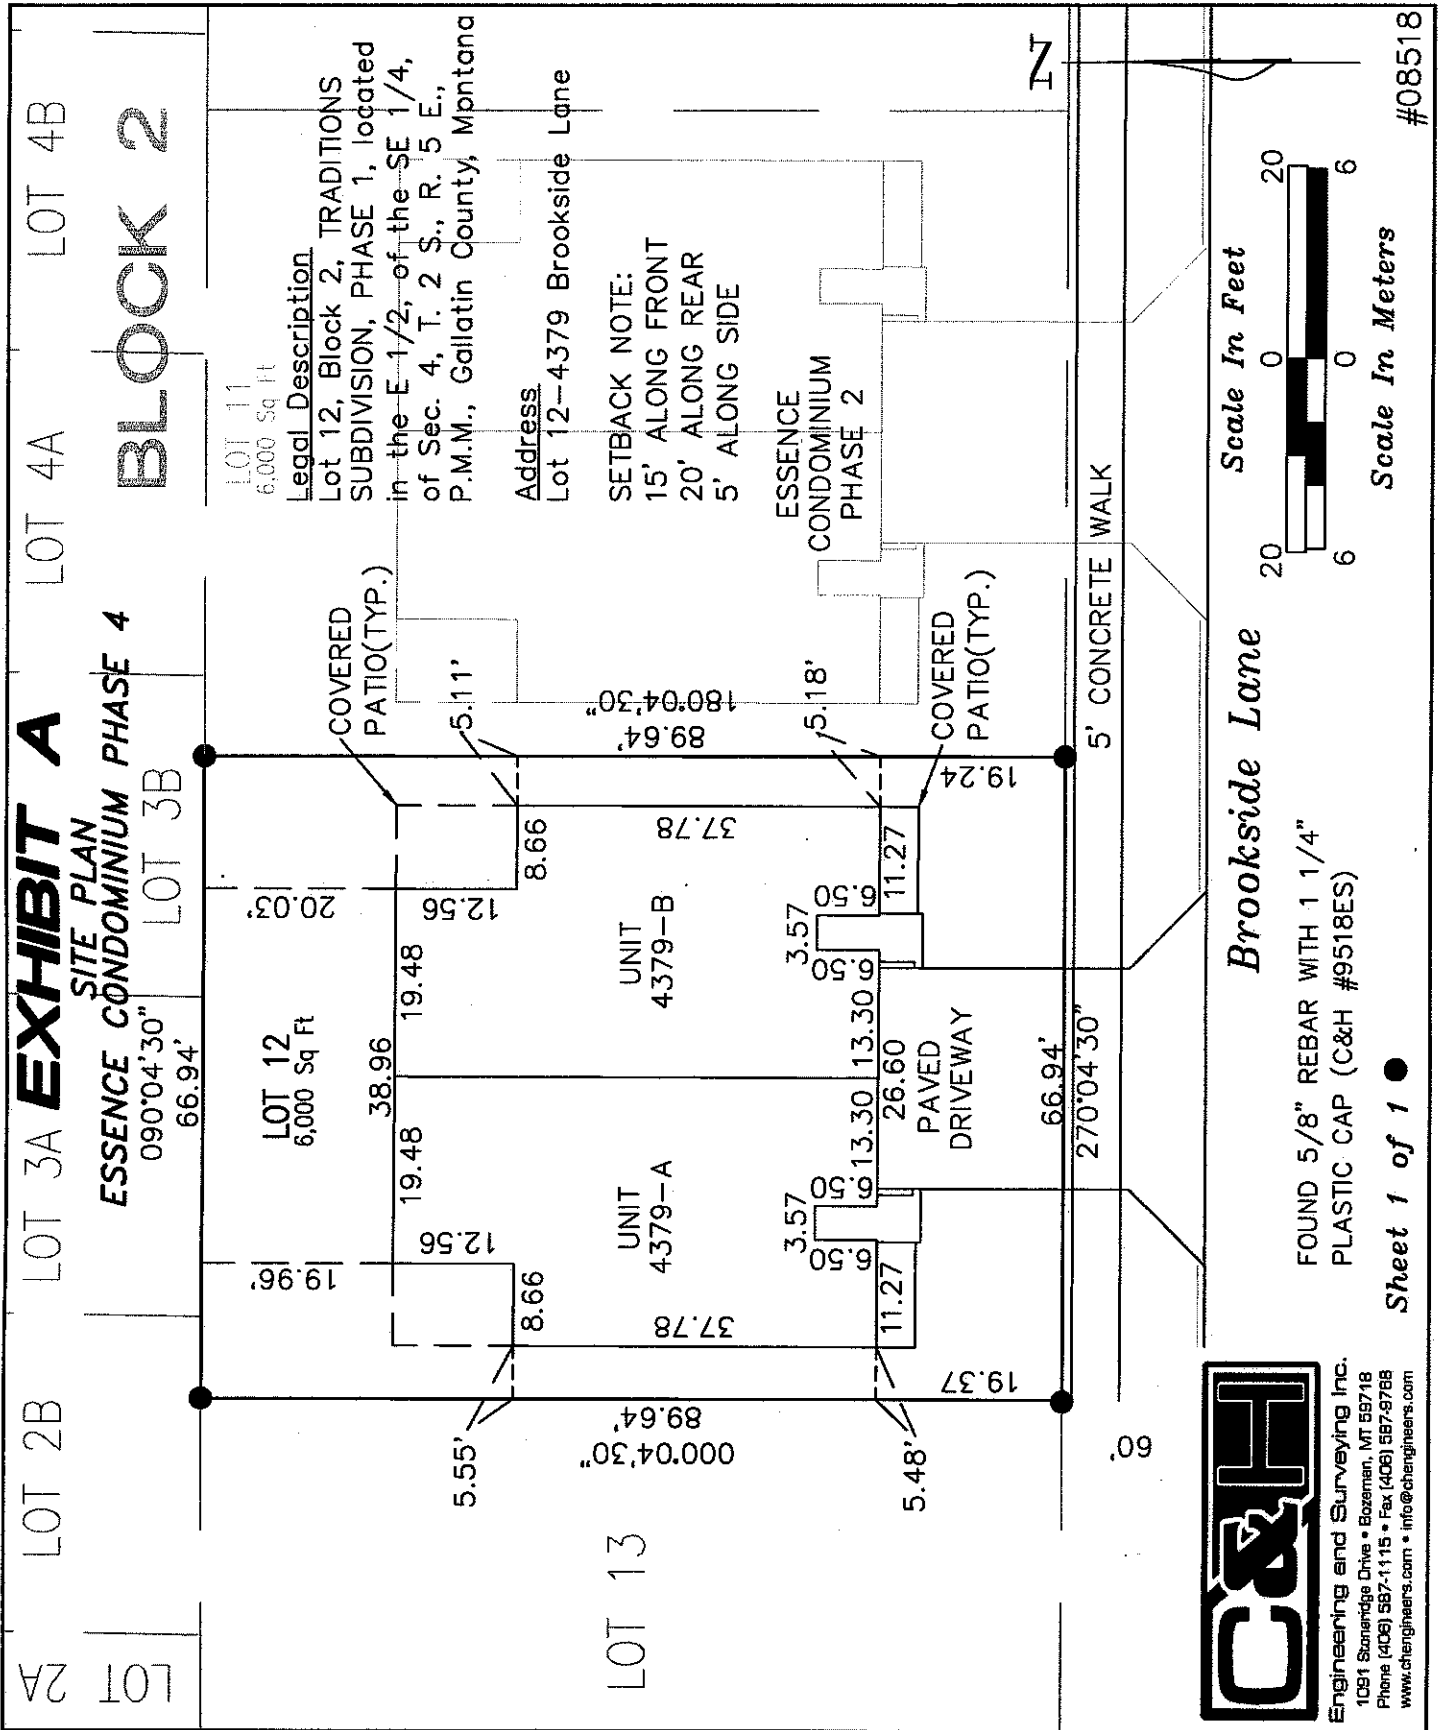 EXHIBIT A
SITE PLAN
ESSENCE CONDOMINIUM PHASE 4
LOT 2A
LOT 2B
LOT 3A
LOT 3B
LOT 4A
LOT 4B
BLOCK 2
090°04'30"
66.94'
LOT 12
6,000 Sq Ft
LOT 11
6,000 Sq Ft
Legal Description
Lot 12, Block 2, TRADITIONS
SUBDIVISION, PHASE 1, located
in the E 1/2, of the SE 1/4,
of Sec. 4, T. 2 S., R. 5 E.,
P.M.M., Gallatin County, Montana
Address
Lot 12-4379 Brookside Lane
SETBACK NOTE:
15' ALONG FRONT
20' ALONG REAR
5' ALONG SIDE
ESSENCE
CONDOMINIUM
PHASE 2
COVERED
PATIO(TYP.)
19.96'
20.03'
38.96
19.48
19.48
12.56
12.56
8.66
8.66
5.55'
5.11'
LOT 13
000°04'30"
89.64'
37.78
UNIT
4379-A
UNIT
4379-B
37.78
89.64'
180°04'30"
5.48'
5.18'
3.57
6.50
6.50
3.57
6.50
6.50
11.27
13.30
13.30
11.27
26.60
19.37
19.24
PAVED
DRIVEWAY
COVERED
PATIO(TYP.)
66.94'
270°04'30"
5' CONCRETE WALK
60'
N
Brookside Lane
Scale In Feet
20 0 20
6 0 6
Scale In Meters
FOUND 5/8" REBAR WITH 1 1/4"
PLASTIC CAP (C&H #9518ES)
Sheet 1 of 1
#08518
C&H
Engineering and Surveying Inc.
1091 Stoneridge Drive • Bozeman, MT 59718
Phone (406) 587-1115 • Fax (406) 587-9768
www.chengineers.com • info@chengineers.com